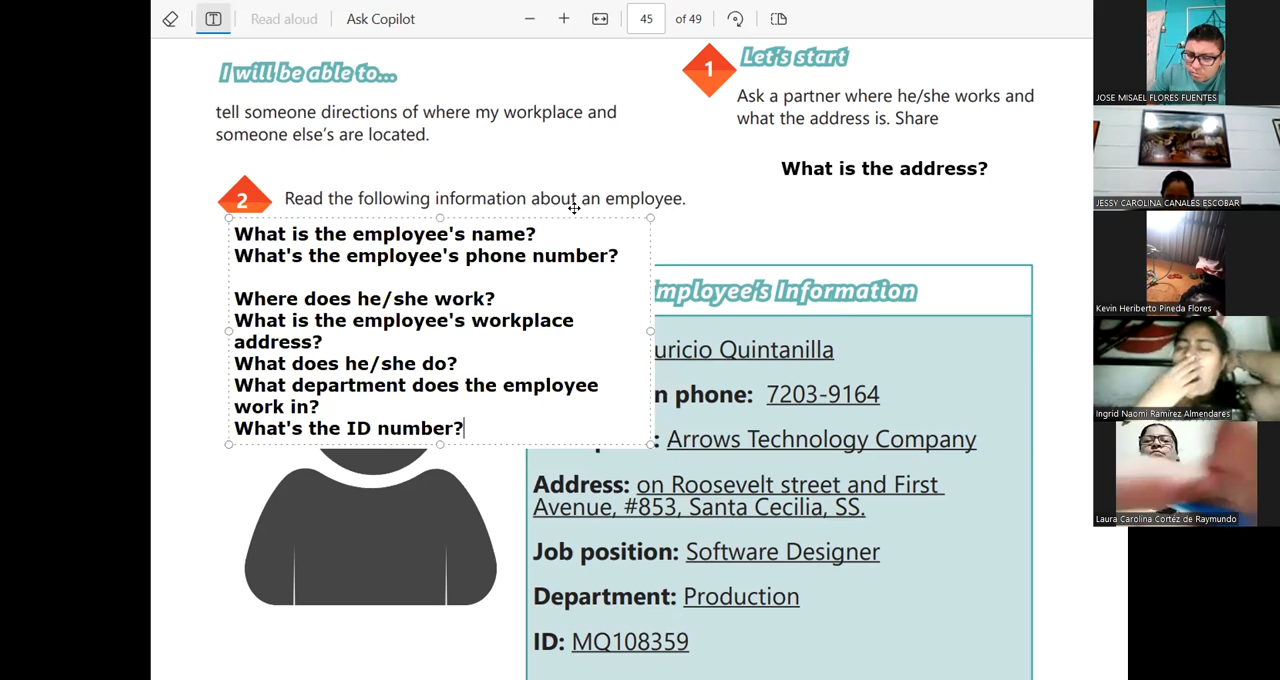 Read aloud
Ask Copilot
45
of 49
I will be able to...
tell someone directions of where my workplace and
someone else's are located.
1
Let's start
Ask a partner where he/she works and
what the address is. Share
What is the address?
2
Read the following information about an employee.
What is the employee's name?
What's the employee's phone number?
Where does he/she work?
What is the employee's workplace
address?
What does he/she do?
What department does the employee
work in?
What's the ID number?
mployee's Information
uricio Quintanilla
n phone: 7203-9164
: Arrows Technology Company
Address: on Roosevelt street and First
Avenue, #853, Santa Cecilia, SS.
Job position: Software Designer
Department: Production
ID: MQ108359
JOSE MISAEL FLORES FUENTES
JESSY CAROLINA CANALES ESCOBAR
Kevin Heriberto Pineda Flores
Ingrid Naomi Ramírez Almendares
Laura Carolina Cortéz de Raymundo